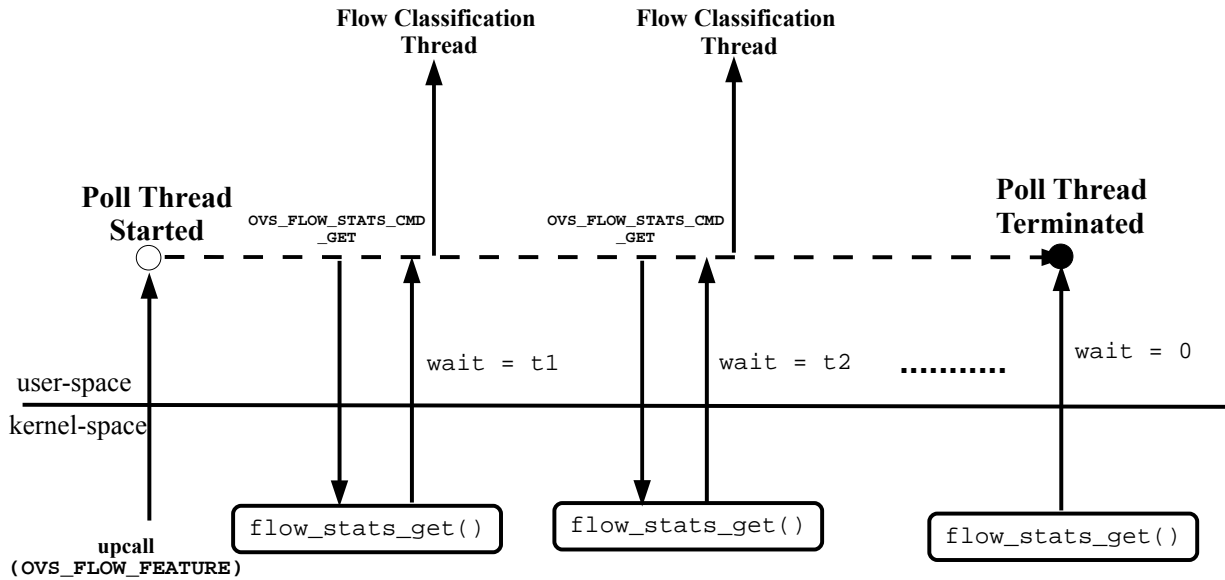 Flow Classification
Thread
Flow Classification
Thread
Poll Thread
Started
OVS_FLOW_STATS_CMD
_GET
OVS_FLOW_STATS_CMD
_GET
Poll Thread
Terminated
wait = t1
wait = t2
...........
wait = 0
user-space
kernel-space
flow_stats_get()
flow_stats_get()
flow_stats_get()
upcall
(OVS_FLOW_FEATURE)